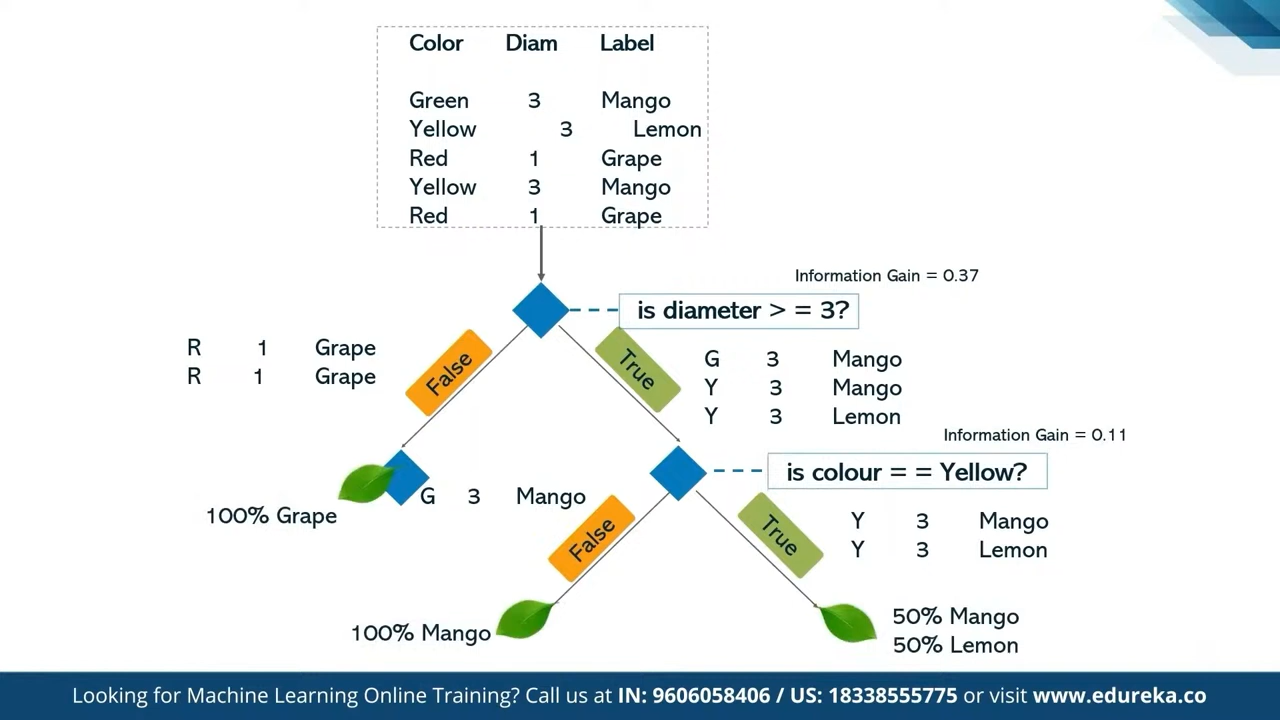 Color Diam Label
Green 3 Mango
Yellow 3 Lemon
Red 1 Grape
Yellow 3 Mango
Red 1 Grape
Information Gain = 0.37
is diameter > = 3?
R 1 Grape
R 1 Grape
False
True
G 3 Mango
Y 3 Mango
Y 3 Lemon
Information Gain = 0.11
is colour = = Yellow?
100% Grape
G 3 Mango
False
True
Y 3 Mango
Y 3 Lemon
100% Mango
50% Mango
50% Lemon
Looking for Machine Learning Online Training? Call us at IN: 9606058406 / US: 18338555775 or visit www.edureka.co